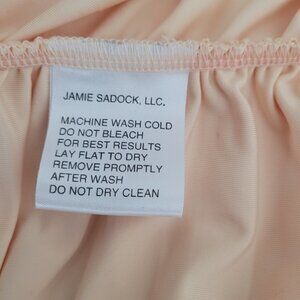 JAMIE SADOCK, LLC.
MACHINE WASH COLD
DO NOT BLEACH
FOR BEST RESULTS
LAY FLAT TO DRY
REMOVE PROMPTLY
AFTER WASH
DO NOT DRY CLEAN